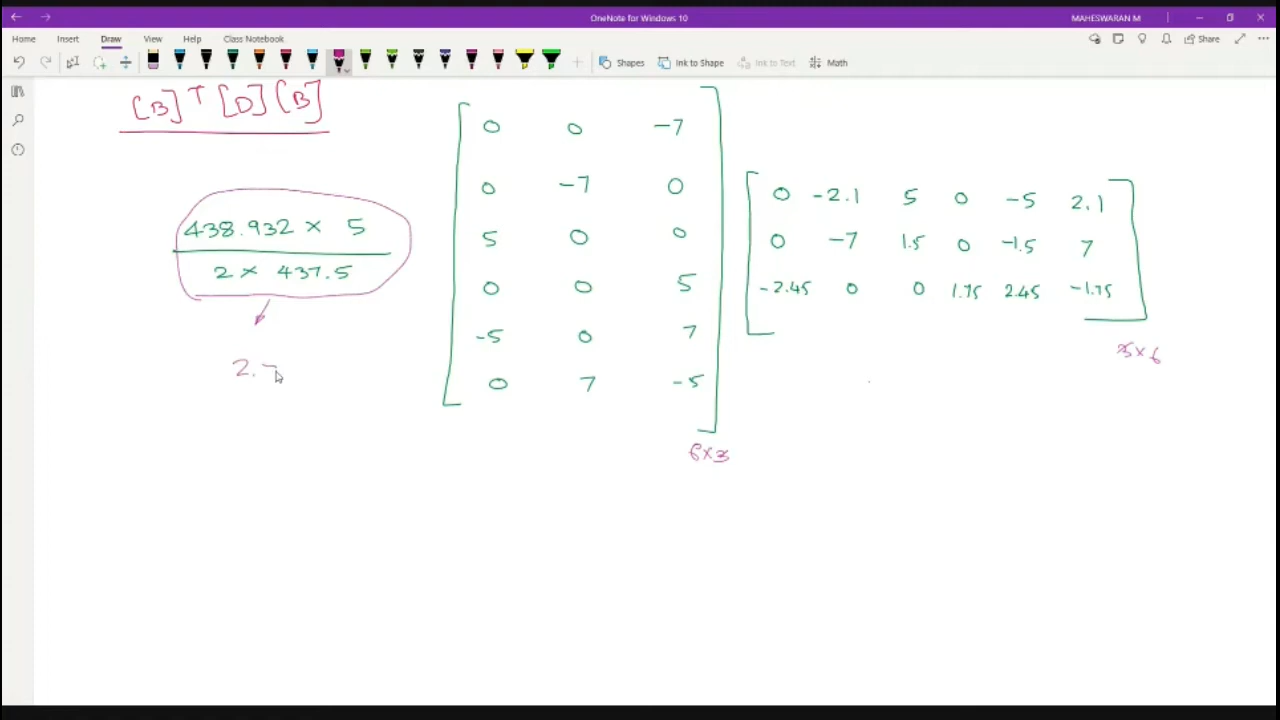 OneNote for Windows 10
MAHESWARAN M
Home Insert Draw View Help Class Notebook
Share
Shapes Ink to Shape Ink to Text Math
[B]ᵀ [D] [B]
438.932 × 5
2 × 437.5
2.7
0 0 -7
0 -7 0
5 0 0
0 0 5
-5 0 7
0 7 -5
6×3
0 -2.1 5 0 -5 2.1
0 -7 1.5 0 -1.5 7
-2.45 0 0 1.75 2.45 -1.75
3×6